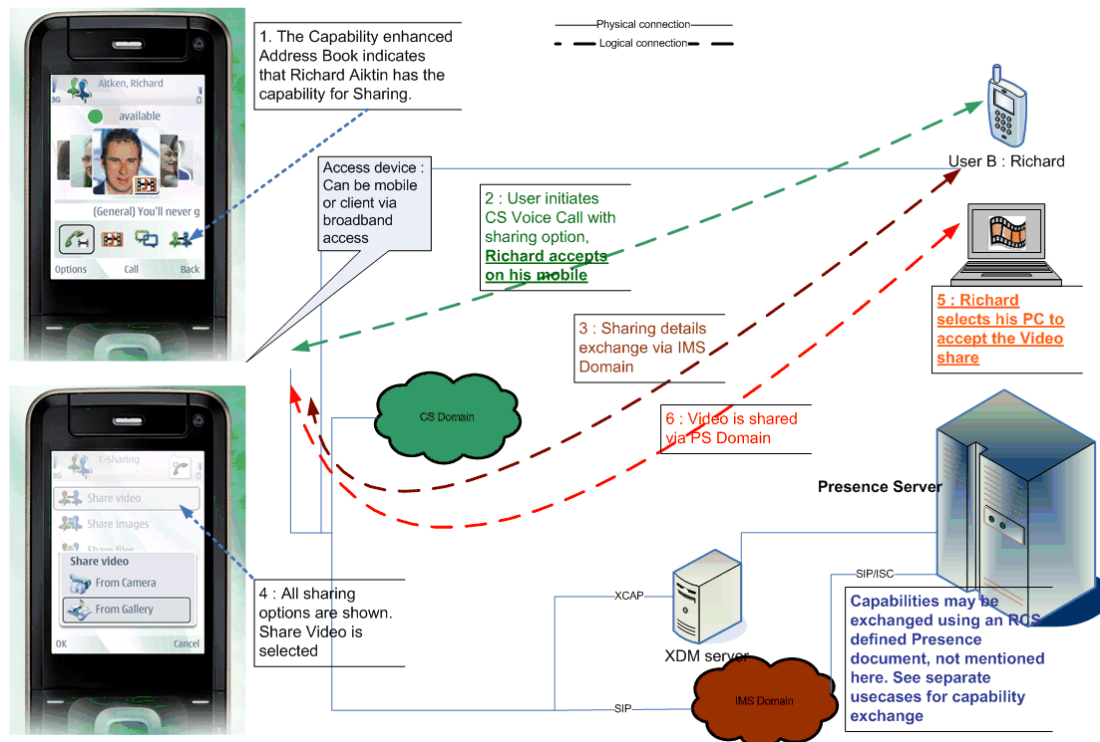 1. The Capability enhanced
Address Book indicates
that Richard Aiktin has the
capability for Sharing.
Physical connection
Logical connection
3G
Aitken, Richard
available
(General) You'll never g
Options Call Back
Access device :
Can be mobile
or client via
broadband
access
User B : Richard
2 : User initiates
CS Voice Call with
sharing option,
Richard accepts
on his mobile
3 : Sharing details
exchange via IMS
Domain
5 : Richard
selects his PC to
accept the Video
share
CS Domain
6 : Video is shared
via PS Domain
3G
C-Sharing
Share video
Share images
Share files
Share video
From Camera
From Gallery
OK Cancel
4 : All sharing
options are shown.
Share Video is
selected
Presence Server
SIP/ISC
XCAP
XDM server
SIP
IMS Domain
Capabilities may be
exchanged using an RCS
defined Presence
document, not mentioned
here. See separate
usecases for capability
exchange